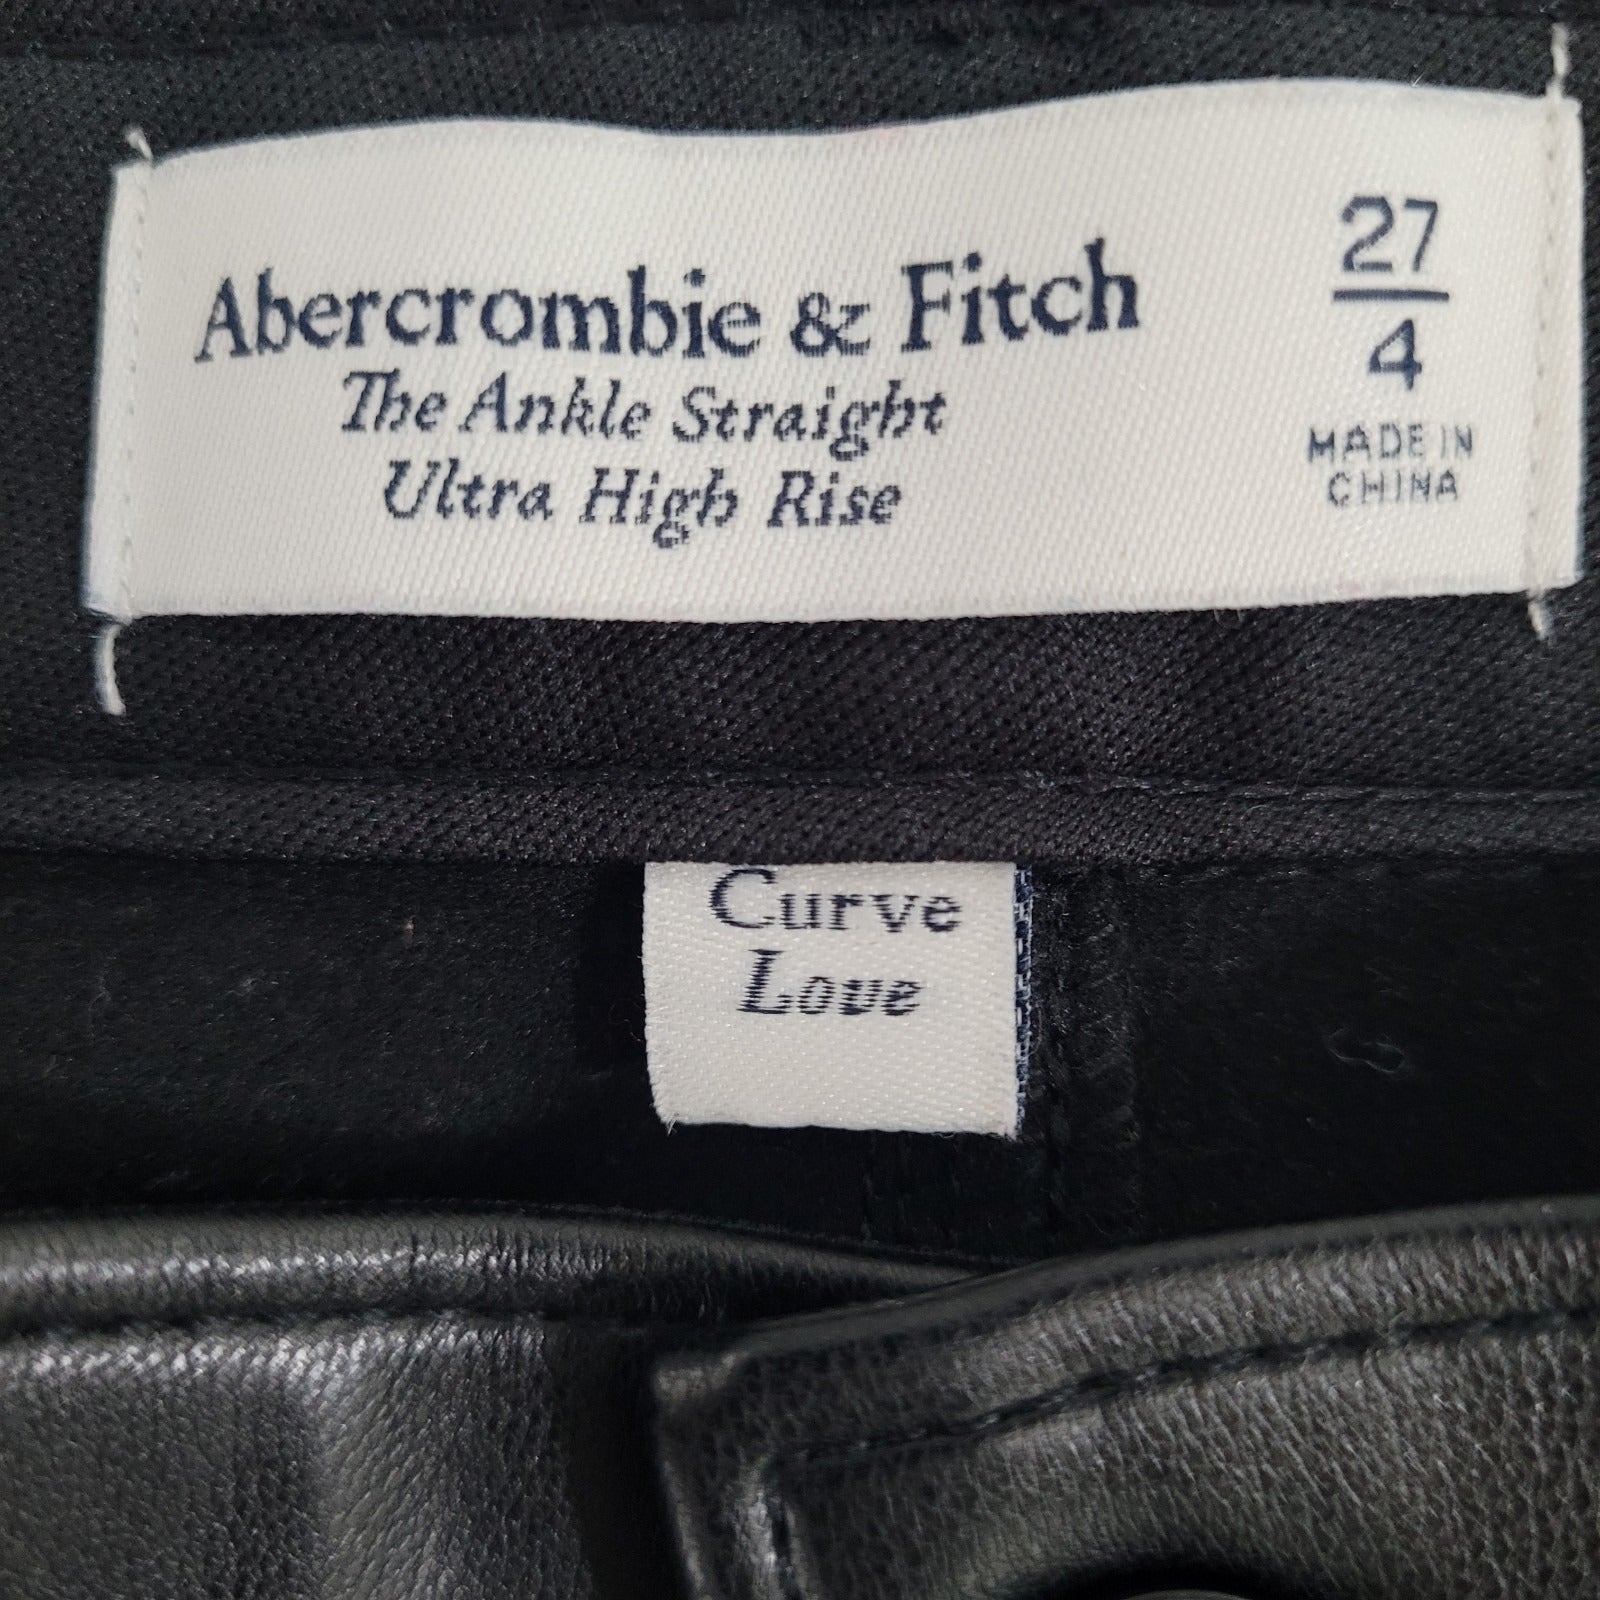 Abercrombie & Fitch
The Ankle Straight
Ultra High Rise
27
4
MADE IN
CHINA
Curve
Love